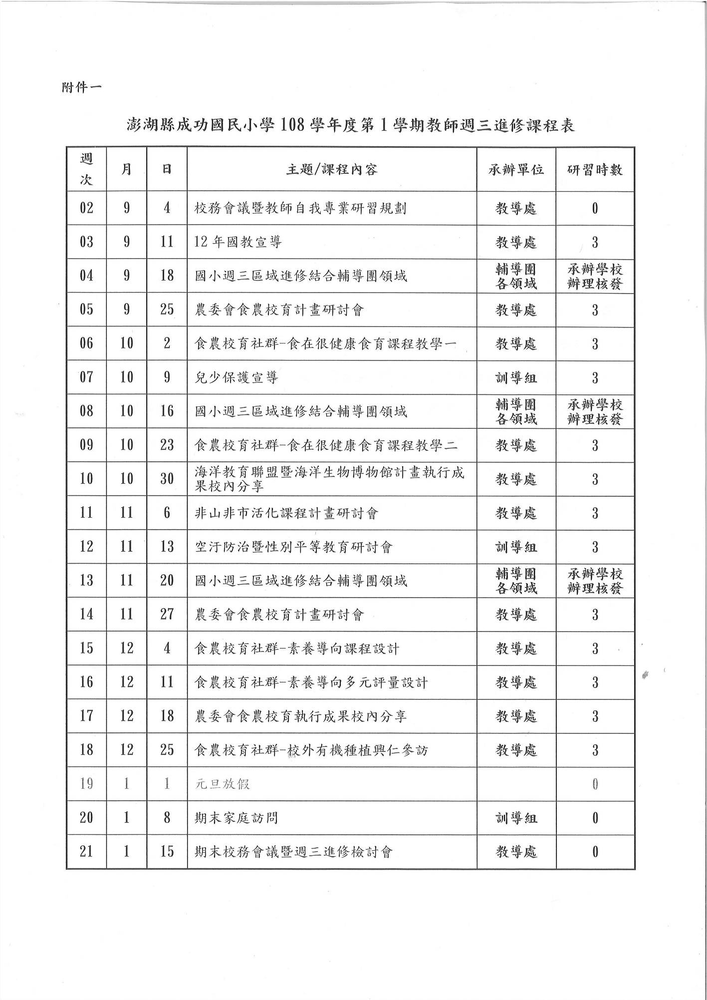 附件一
澎湖縣成功國民小學 108 學年度第 1 學期教師週三進修課程表
週次 月 日 主題/課程內容 承辦單位 研習時數
02 9 4 校務會議暨教師自我專業研習規劃 教導處 0
03 9 11 12 年國教宣導 教導處 3
04 9 18 國小週三區域進修結合輔導團領域 輔導團各領域 承辦學校辦理核發
05 9 25 農委會食農校育計畫研討會 教導處 3
06 10 2 食農校育社群-食在很健康食育課程教學一 教導處 3
07 10 9 兒少保護宣導 訓導組 3
08 10 16 國小週三區域進修結合輔導團領域 輔導團各領域 承辦學校辦理核發
09 10 23 食農校育社群-食在很健康食育課程教學二 教導處 3
10 10 30 海洋教育聯盟暨海洋生物博物館計畫執行成果校內分享 教導處 3
11 11 6 非山非市活化課程計畫研討會 教導處 3
12 11 13 空汙防治暨性別平等教育研討會 訓導組 3
13 11 20 國小週三區域進修結合輔導團領域 輔導團各領域 承辦學校辦理核發
14 11 27 農委會食農校育計畫研討會 教導處 3
15 12 4 食農校育社群-素養導向課程設計 教導處 3
16 12 11 食農校育社群-素養導向多元評量設計 教導處 3
17 12 18 農委會食農校育執行成果校內分享 教導處 3
18 12 25 食農校育社群-校外有機種植興仁參訪 教導處 3
19 1 1 元旦放假 0
20 1 8 期末家庭訪問 訓導組 0
21 1 15 期末校務會議暨週三進修檢討會 教導處 0